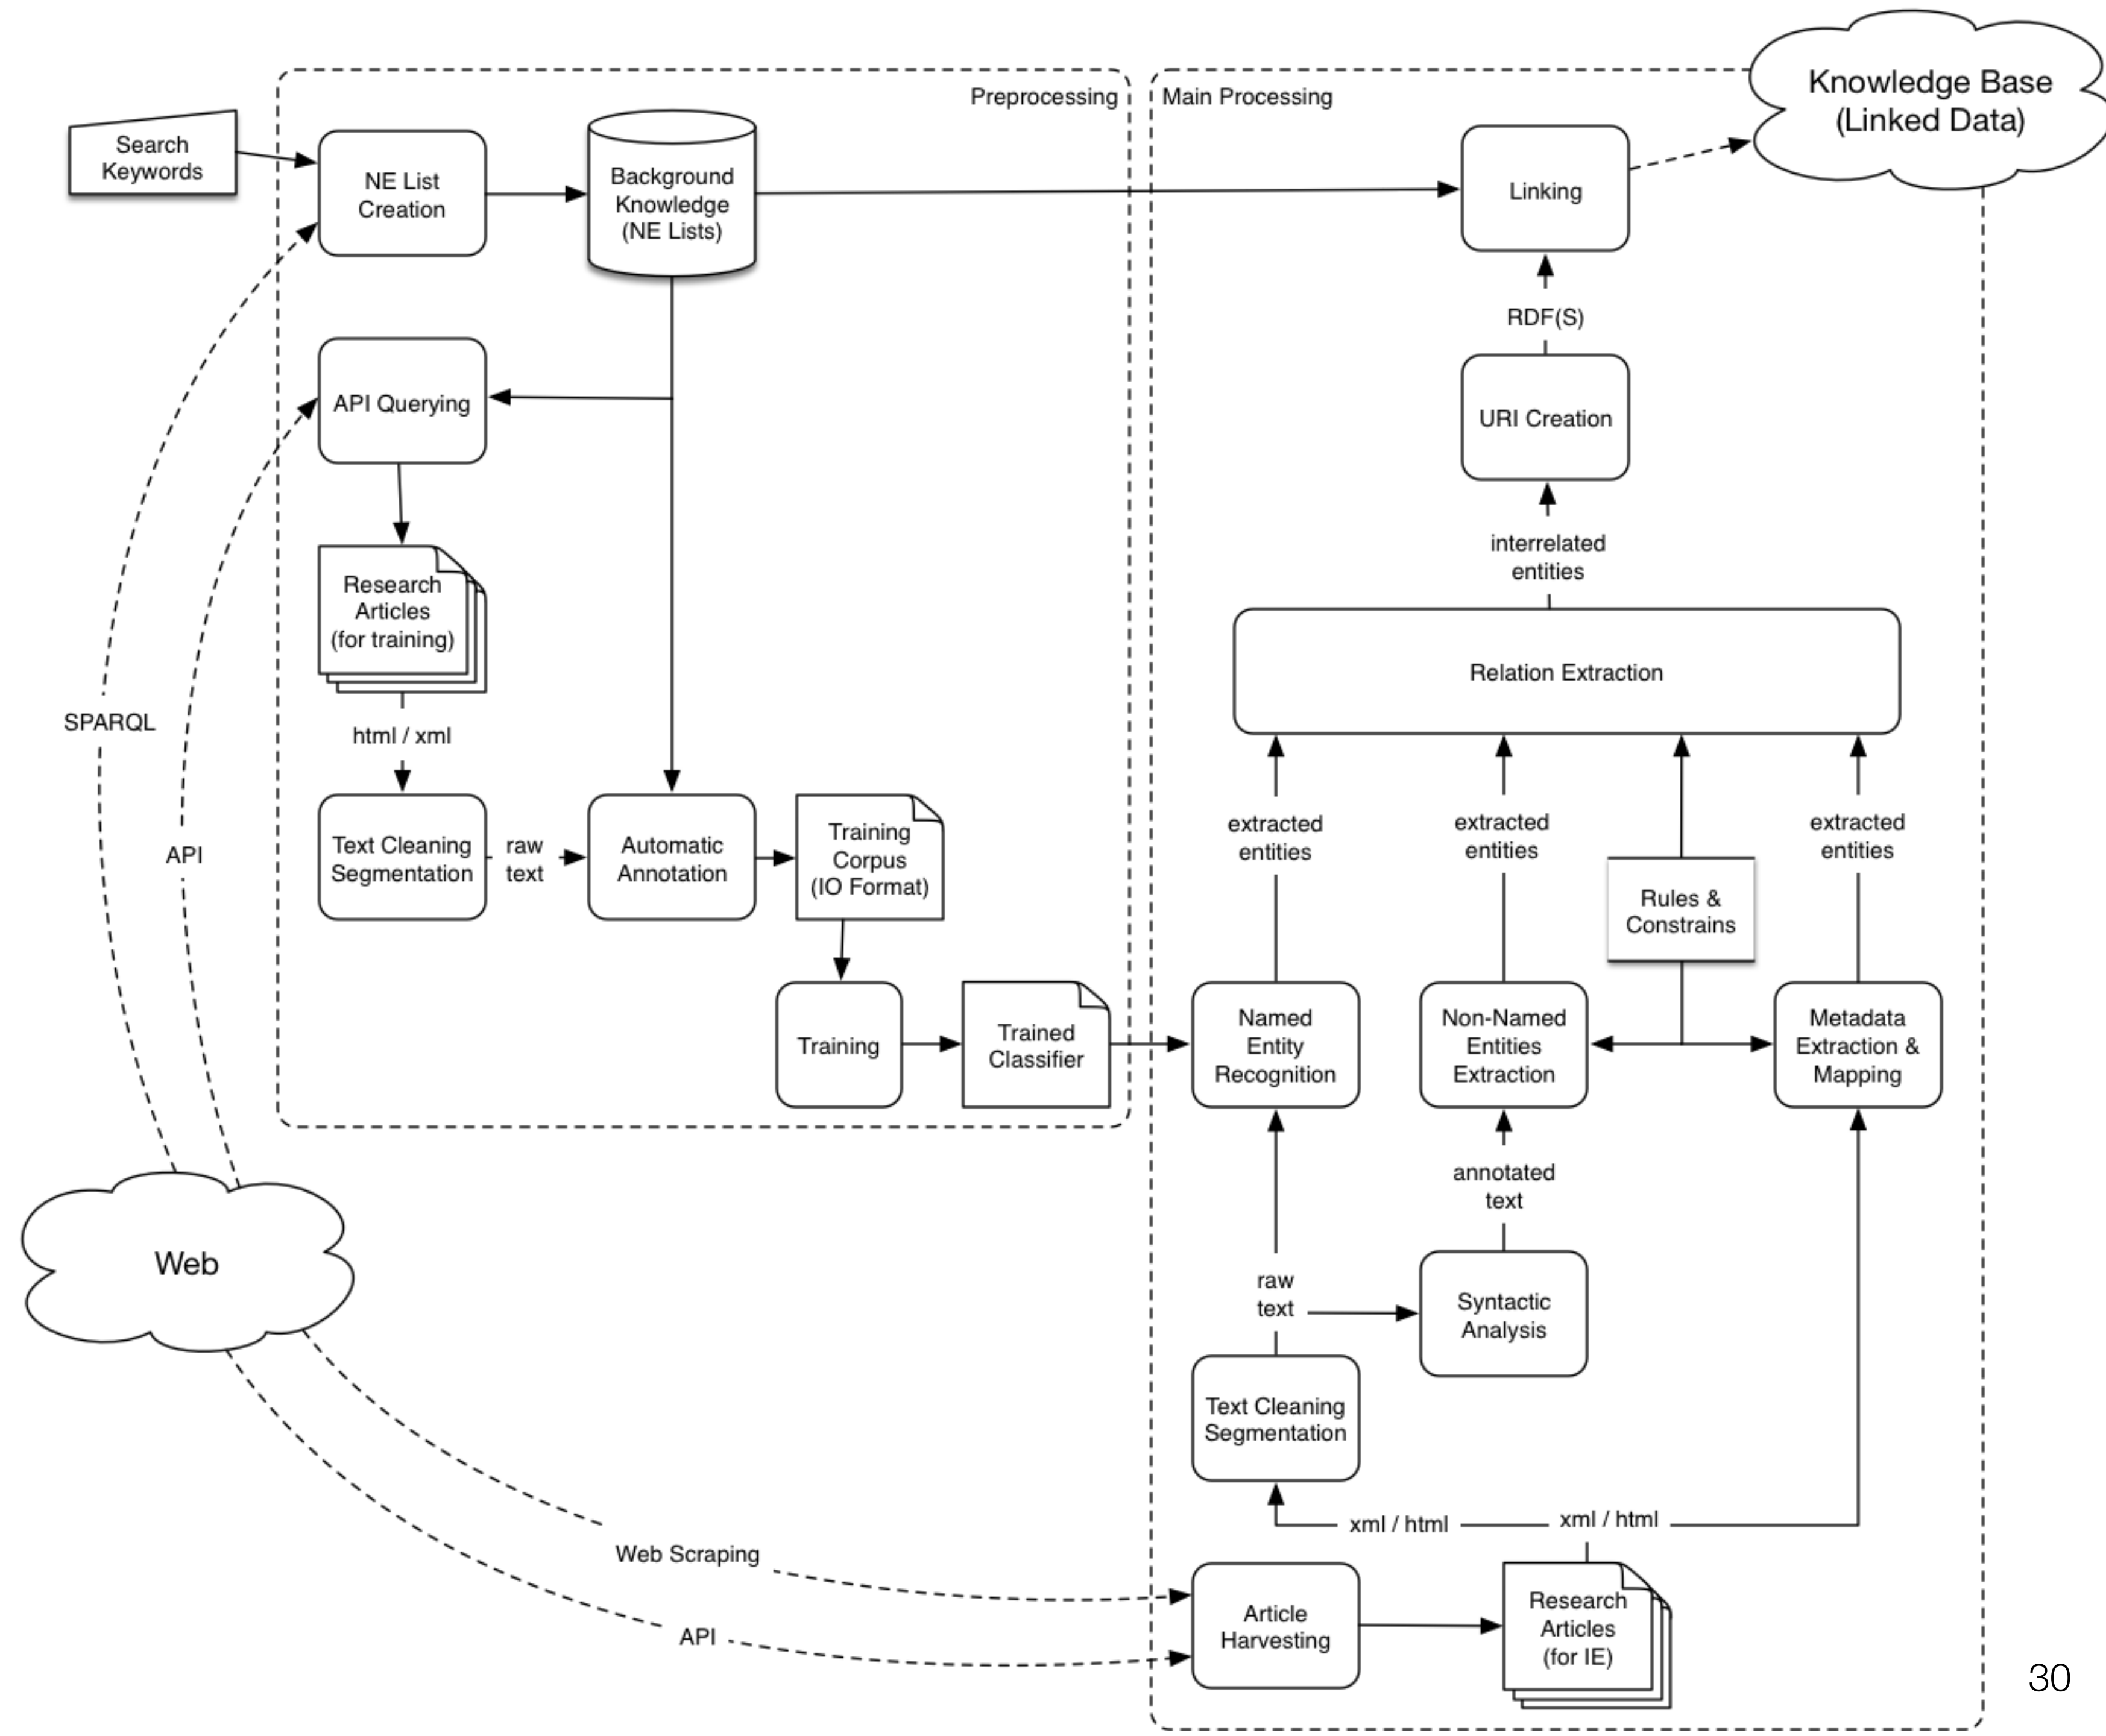 Preprocessing
Main Processing
Knowledge Base
(Linked Data)
Search
Keywords
NE List
Creation
Background
Knowledge
(NE Lists)
Linking
RDF(S)
API Querying
URI Creation
interrelated
entities
Research
Articles
(for training)
Relation Extraction
SPARQL
html / xml
API
Text Cleaning
Segmentation
raw
text
Automatic
Annotation
Training
Corpus
(IO Format)
extracted
entities
extracted
entities
extracted
entities
Rules &
Constrains
Training
Trained
Classifier
Named
Entity
Recognition
Non-Named
Entities
Extraction
Metadata
Extraction &
Mapping
annotated
text
Web
raw
text
Syntactic
Analysis
Text Cleaning
Segmentation
xml / html
xml / html
Web Scraping
API
Article
Harvesting
Research
Articles
(for IE)
30